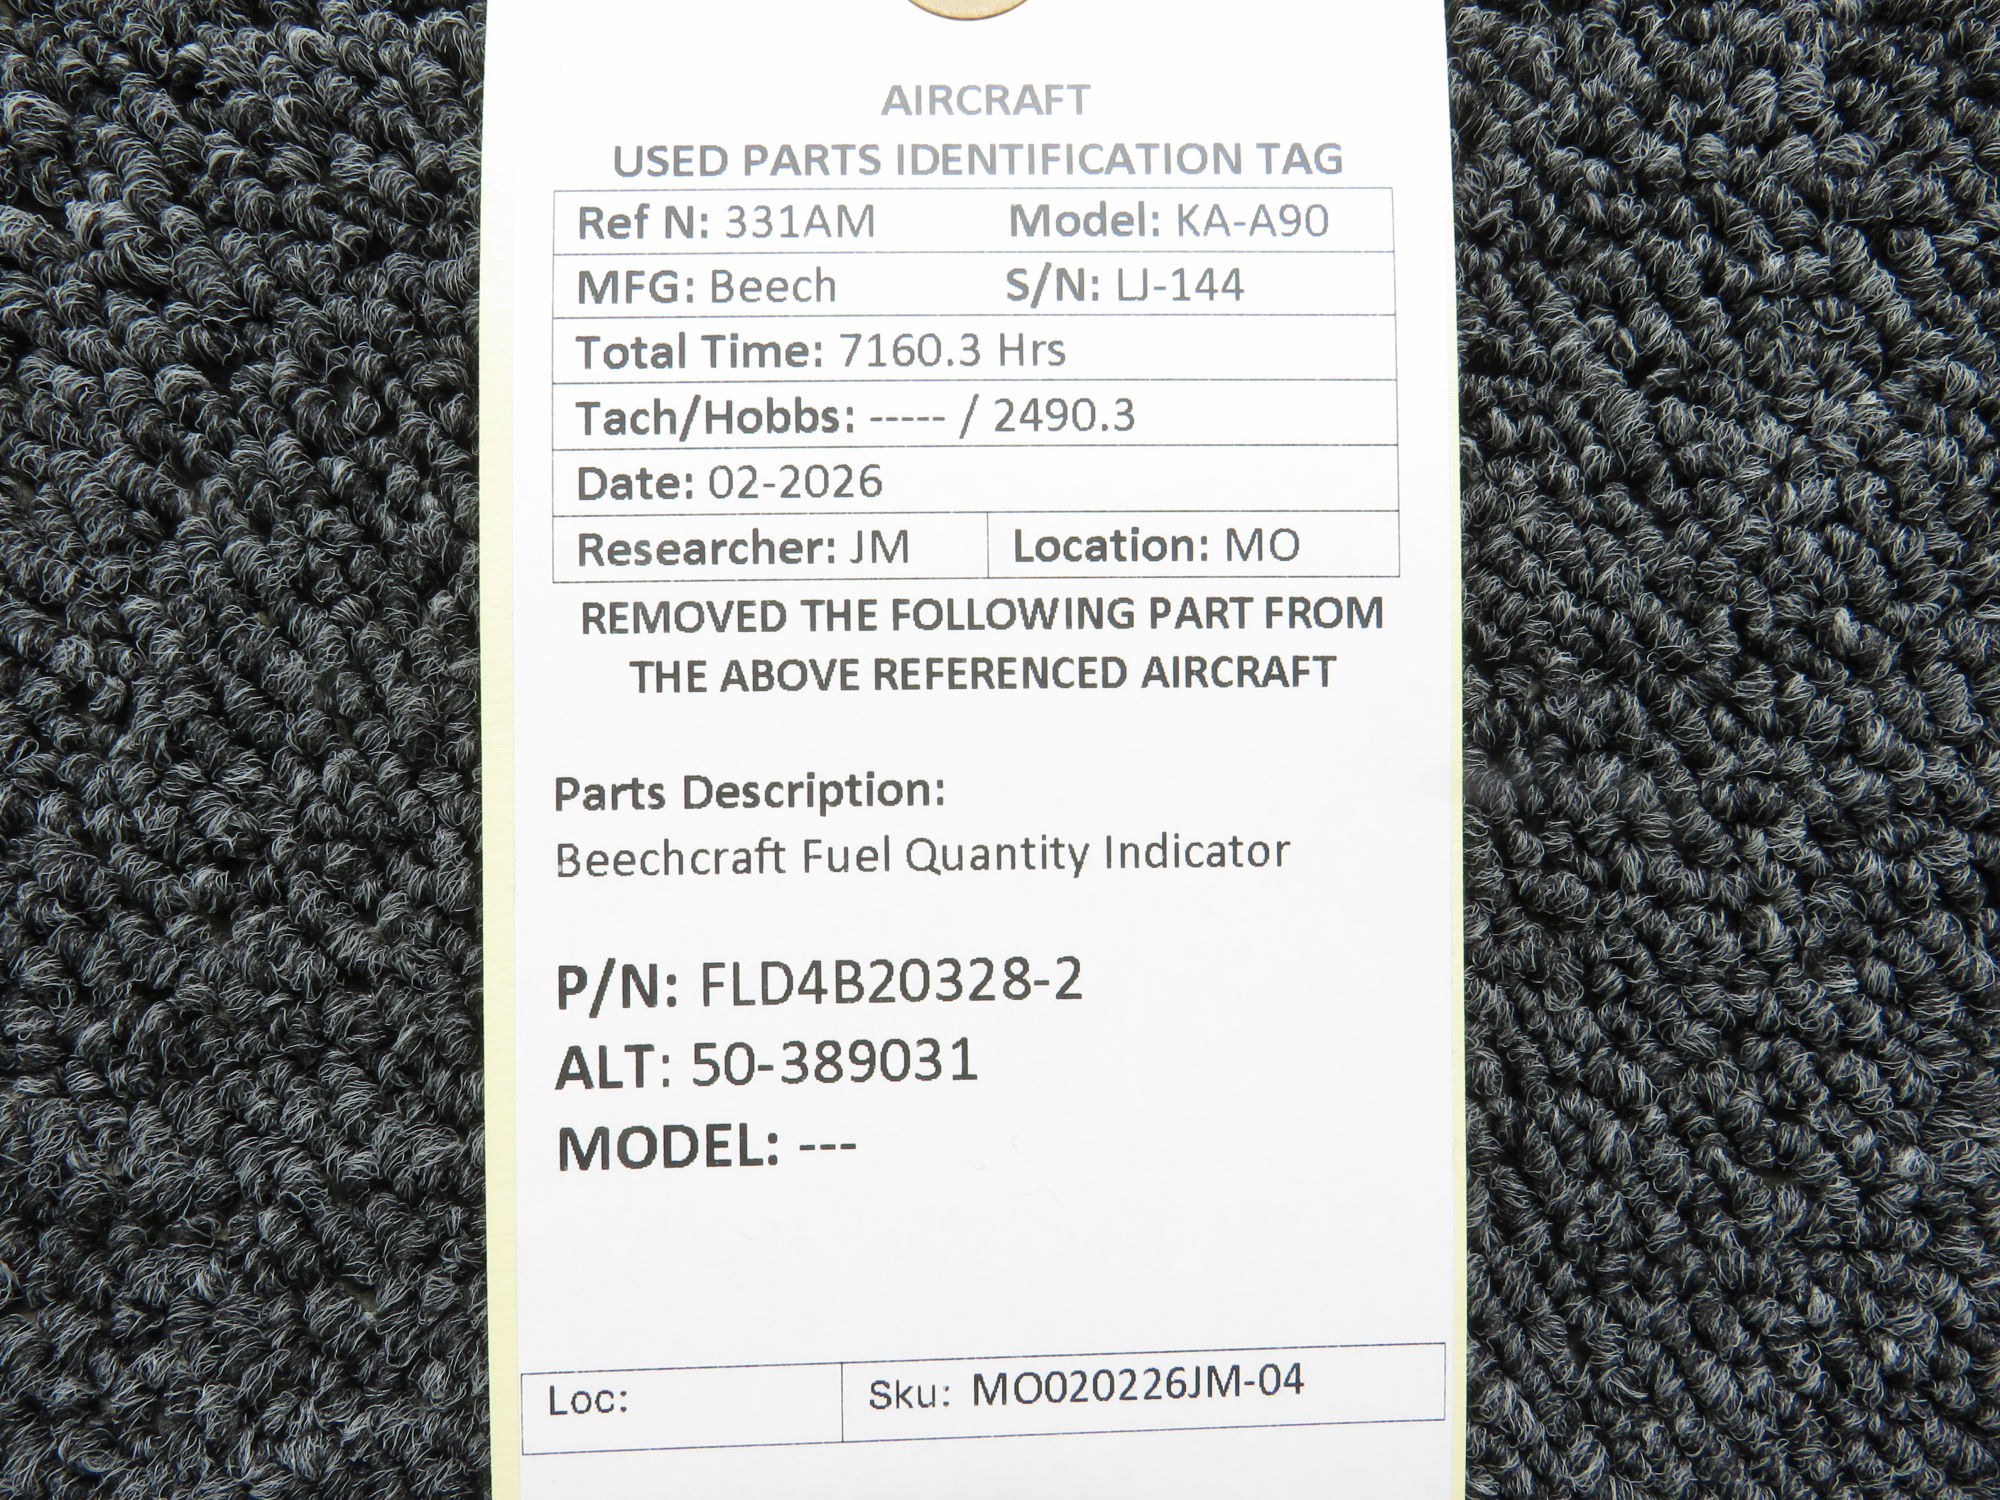 AIRCRAFT
USED PARTS IDENTIFICATION TAG
Ref N: 331AM Model: KA-A90
MFG: Beech S/N: LJ-144
Total Time: 7160.3 Hrs
Tach/Hobbs: ----- / 2490.3
Date: 02-2026
Researcher: JM Location: MO
REMOVED THE FOLLOWING PART FROM
THE ABOVE REFERENCED AIRCRAFT
Parts Description:
Beechcraft Fuel Quantity Indicator
P/N: FLD4B20328-2
ALT: 50-389031
MODEL: ---
Loc: Sku: MO020226JM-04